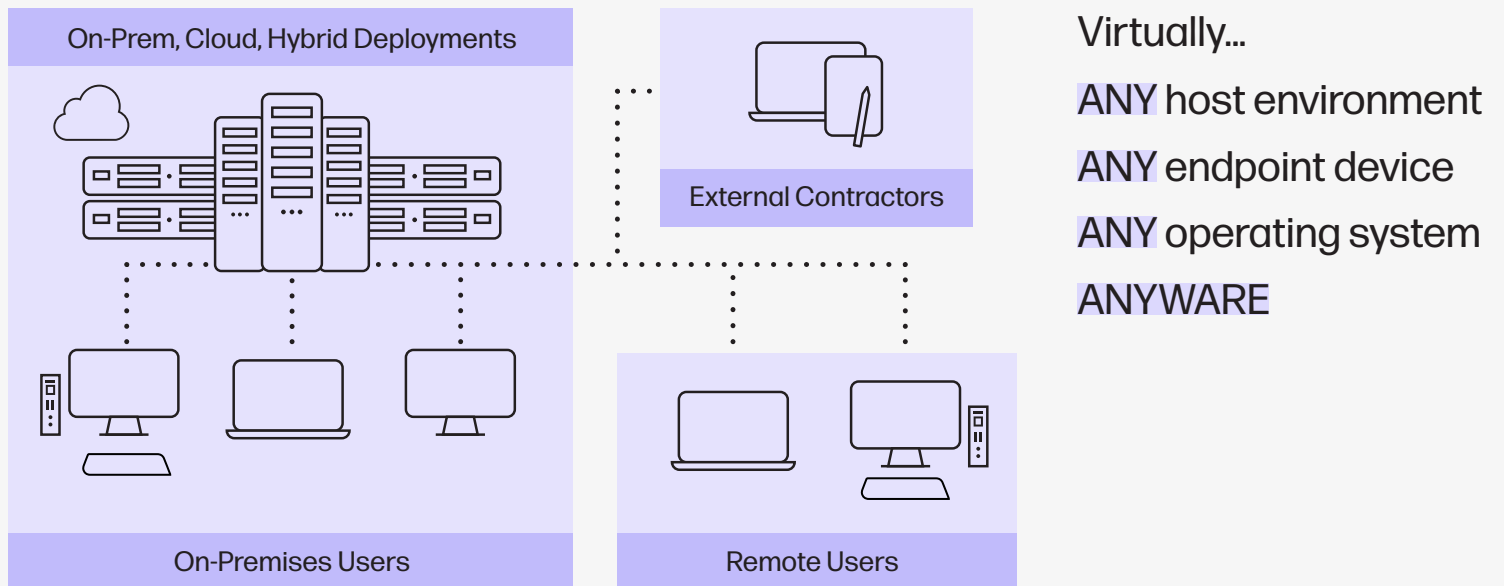 On-Prem, Cloud, Hybrid Deployments
On-Premises Users
External Contractors
Remote Users
Virtually...
ANY host environment
ANY endpoint device
ANY operating system
ANYWARE